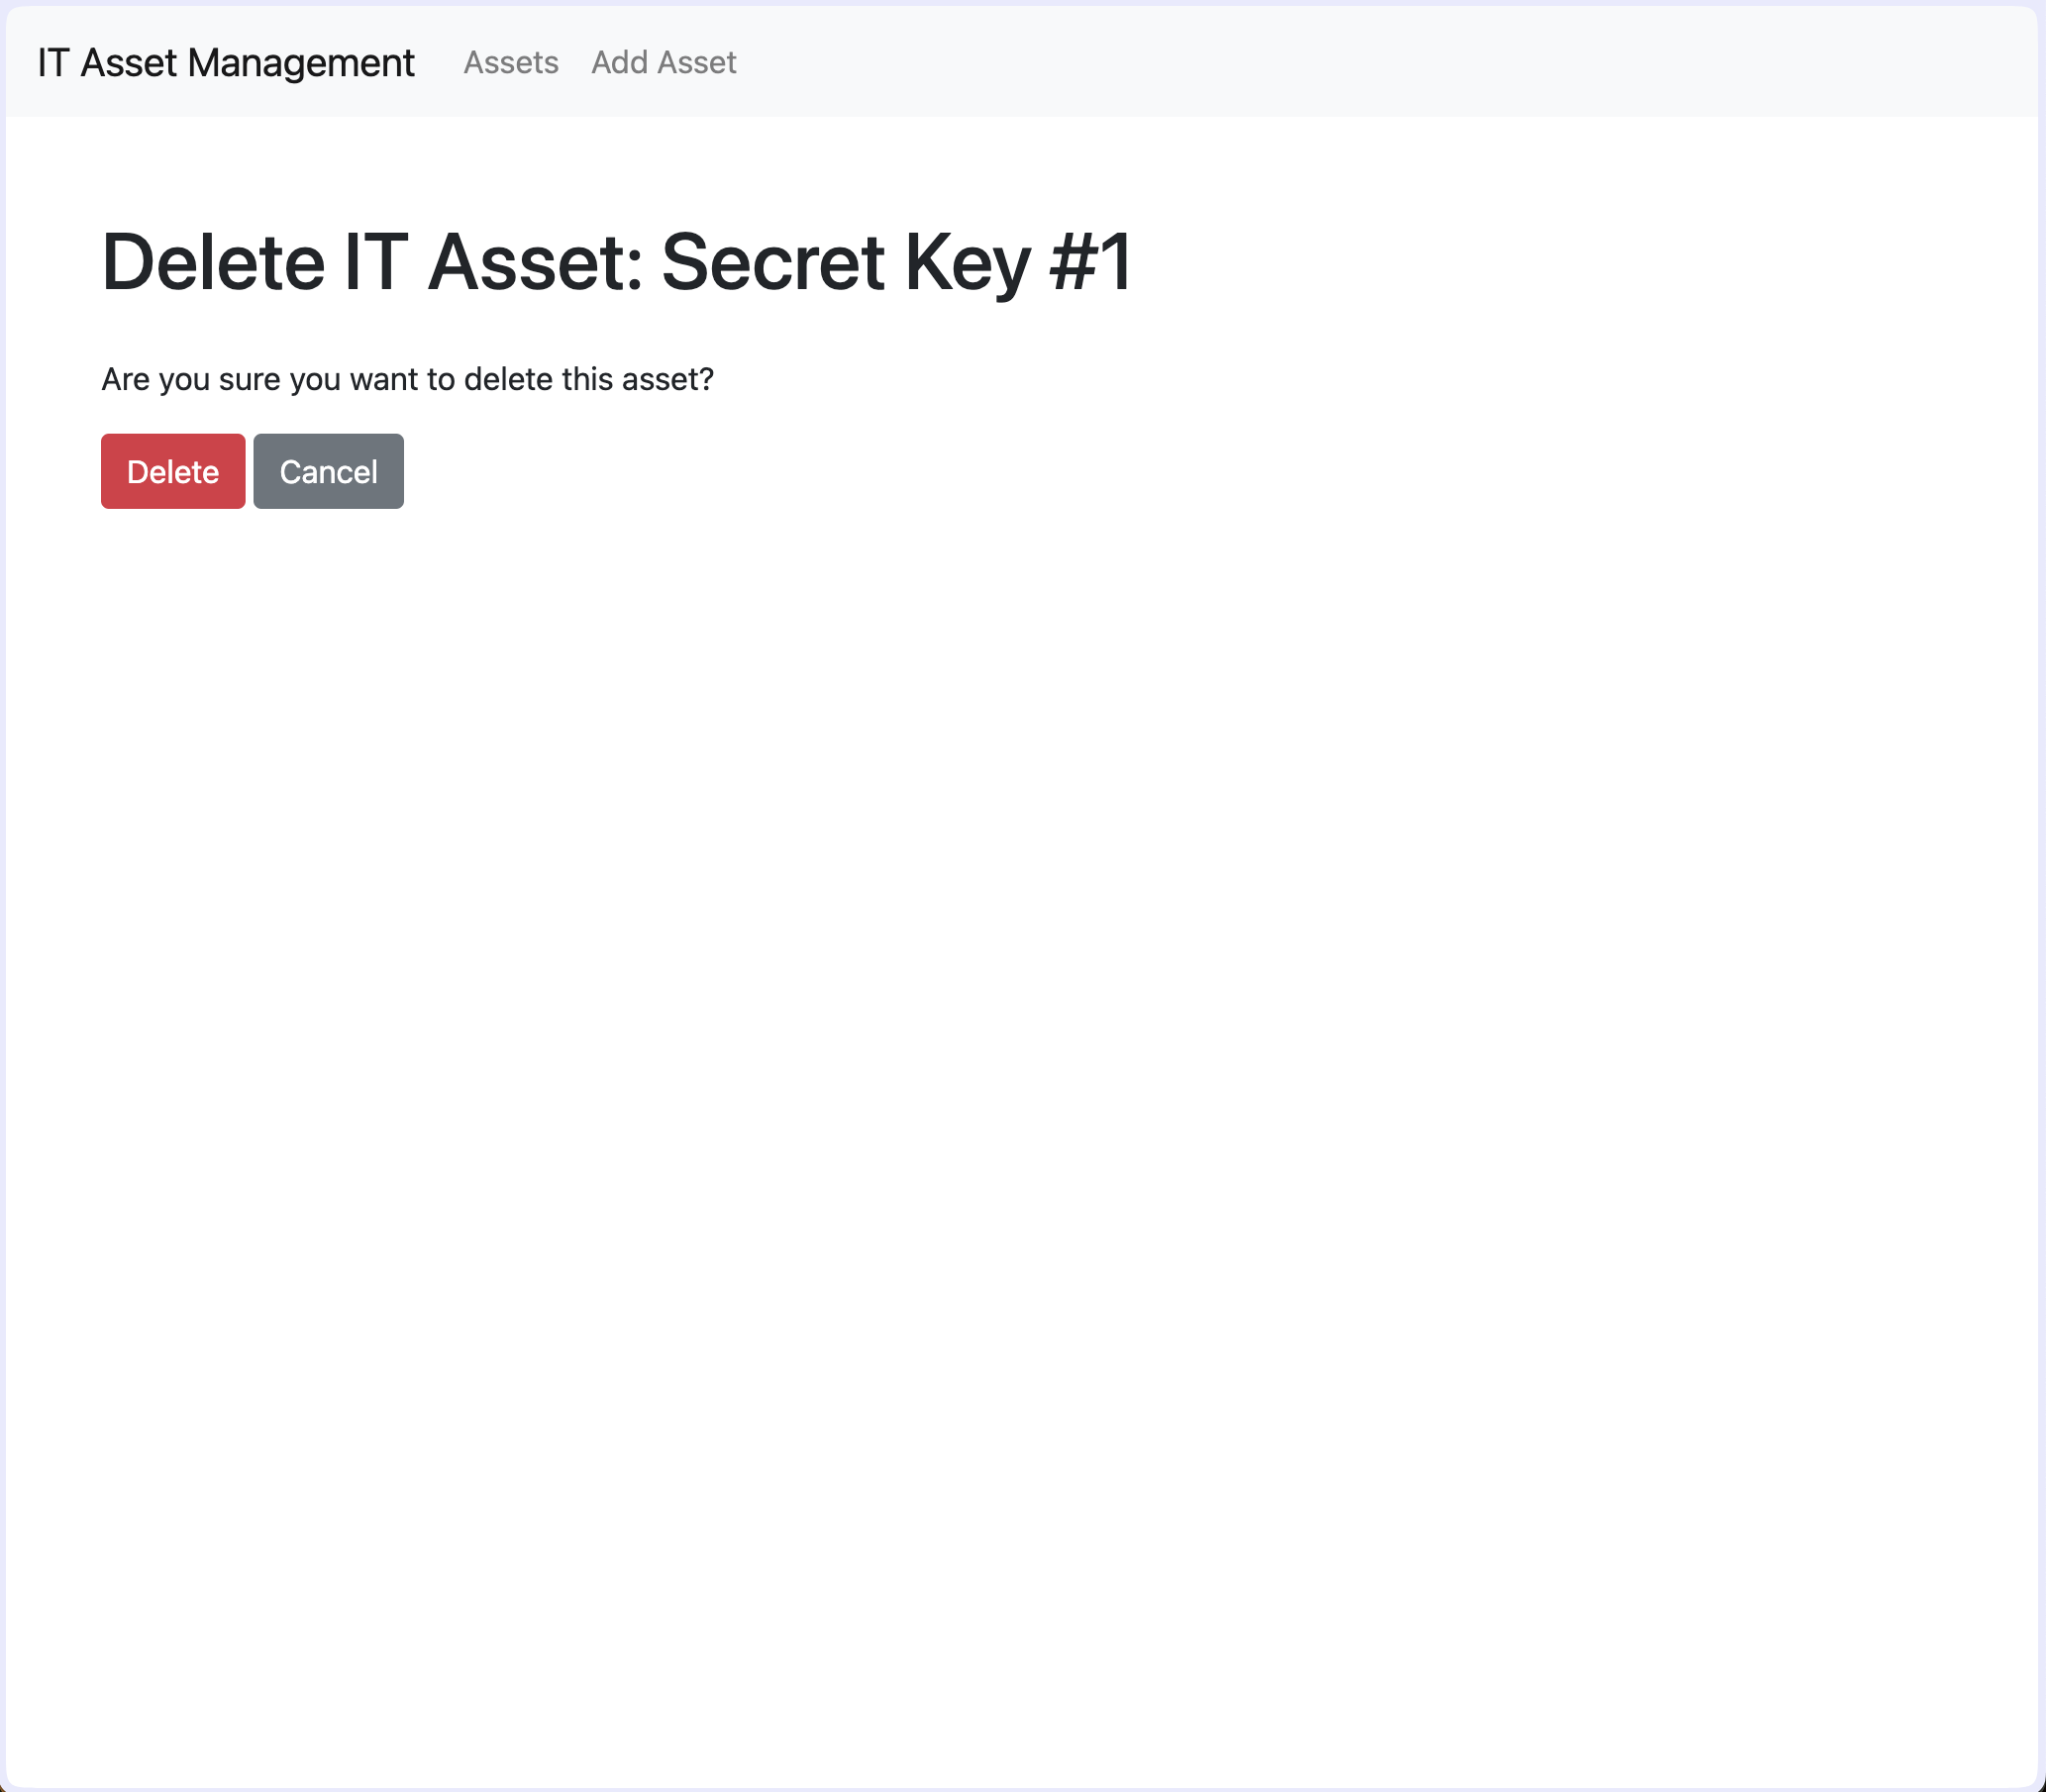 IT Asset Management Assets Add Asset
Delete IT Asset: Secret Key #1
Are you sure you want to delete this asset?
Delete Cancel